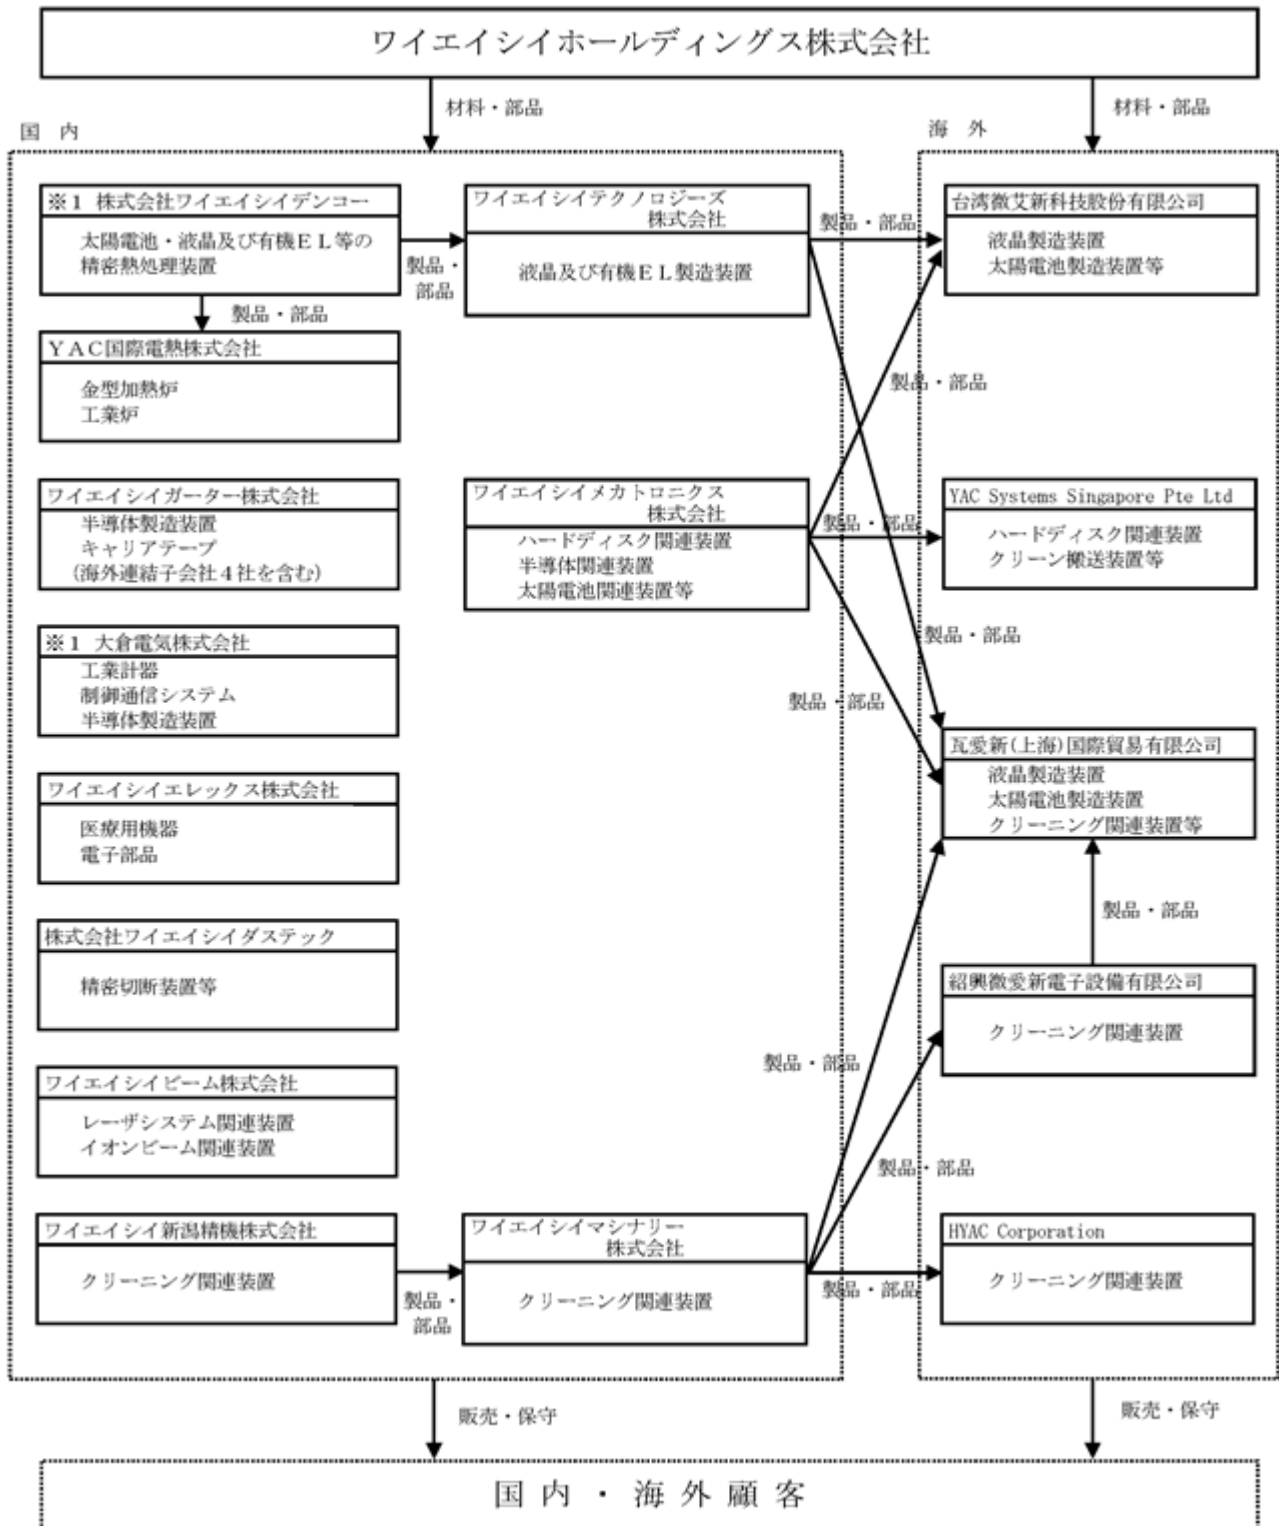 ワイエイシイホールディングス株式会社
材料・部品
材料・部品
国 内
海 外
※１ 株式会社ワイエイシイデンコー
太陽電池・液晶及び有機ＥＬ等の
精密熱処理装置
製品・
部品
ワイエイシイテクノロジーズ
株式会社
液晶及び有機ＥＬ製造装置
製品・部品
台湾微艾新科技股份有限公司
液晶製造装置
太陽電池製造装置等
製品・部品
ＹＡＣ国際電熱株式会社
金型加熱炉
工業炉
製品・部品
ワイエイシイガーター株式会社
半導体製造装置
キャリアテープ
(海外連結子会社４社を含む)
ワイエイシイメカトロニクス
株式会社
ハードディスク関連装置
半導体関連装置
太陽電池関連装置等
製品・部品
YAC Systems Singapore Pte Ltd
ハードディスク関連装置
クリーン搬送装置等
※１ 大倉電気株式会社
工業計器
制御通信システム
半導体製造装置
製品・部品
製品・部品
瓦愛新(上海)国際貿易有限公司
液晶製造装置
太陽電池製造装置
クリーニング関連装置等
ワイエイシイエレックス株式会社
医療用機器
電子部品
製品・部品
株式会社ワイエイシイダステック
精密切断装置等
紹興微愛新電子設備有限公司
クリーニング関連装置
製品・部品
ワイエイシイビーム株式会社
レーザシステム関連装置
イオンビーム関連装置
製品・部品
ワイエイシイ新潟精機株式会社
クリーニング関連装置
製品・
部品
ワイエイシイマシナリー
株式会社
クリーニング関連装置
製品・部品
HYAC Corporation
クリーニング関連装置
販売・保守
販売・保守
国 内 ・ 海 外 顧 客